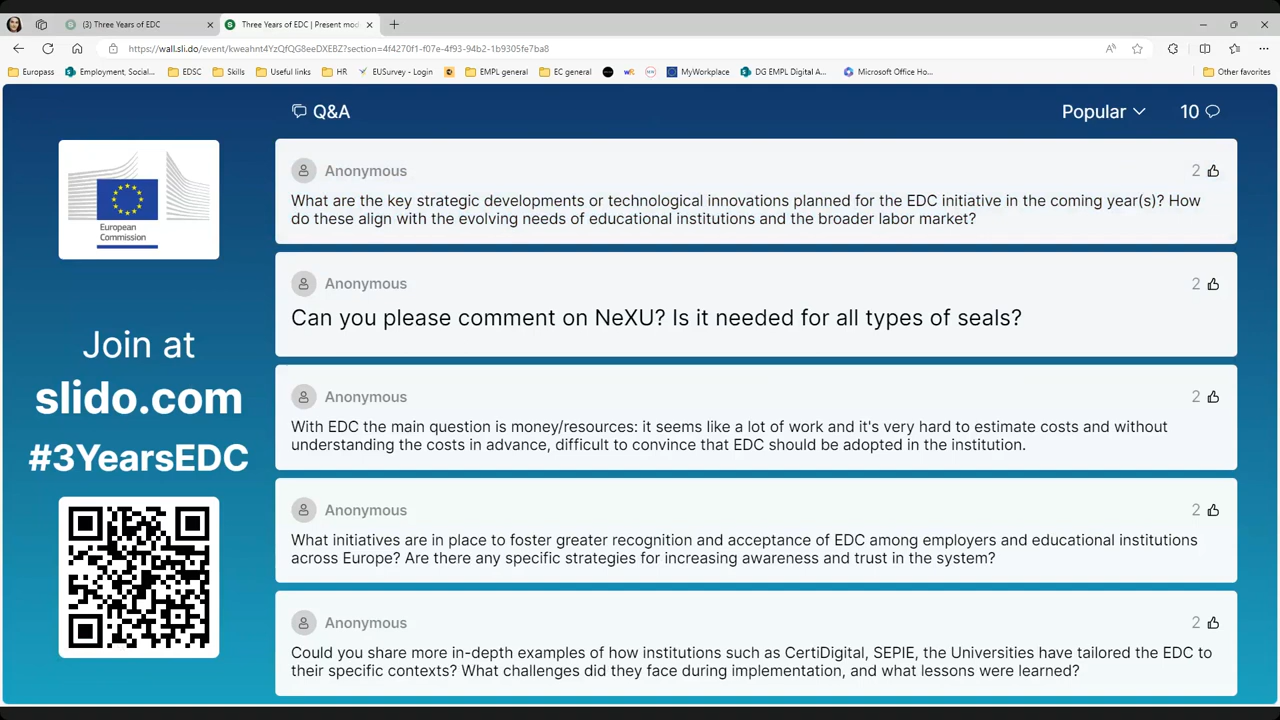 (3) Three Years of EDC
Three Years of EDC | Present mod
https://wall.sli.do/event/kweahnt4YzQfQG8eeDXEBZ?section=4f4270f1-f07e-4f93-94b2-1b9305fe7ba8
Europass
Employment, Social...
EDSC
Skills
Useful links
HR
EUSurvey - Login
EMPL general
EC general
MyWorkplace
DG EMPL Digital A...
Microsoft Office Ho...
Other favorites
European
Commission
Join at
slido.com
#3YearsEDC
Q&A
Popular
10
Anonymous
2
What are the key strategic developments or technological innovations planned for the EDC initiative in the coming year(s)? How
do these align with the evolving needs of educational institutions and the broader labor market?
Anonymous
2
Can you please comment on NeXU? Is it needed for all types of seals?
Anonymous
2
With EDC the main question is money/resources: it seems like a lot of work and it's very hard to estimate costs and without
understanding the costs in advance, difficult to convince that EDC should be adopted in the institution.
Anonymous
2
What initiatives are in place to foster greater recognition and acceptance of EDC among employers and educational institutions
across Europe? Are there any specific strategies for increasing awareness and trust in the system?
Anonymous
2
Could you share more in-depth examples of how institutions such as CertiDigital, SEPIE, the Universities have tailored the EDC to
their specific contexts? What challenges did they face during implementation, and what lessons were learned?